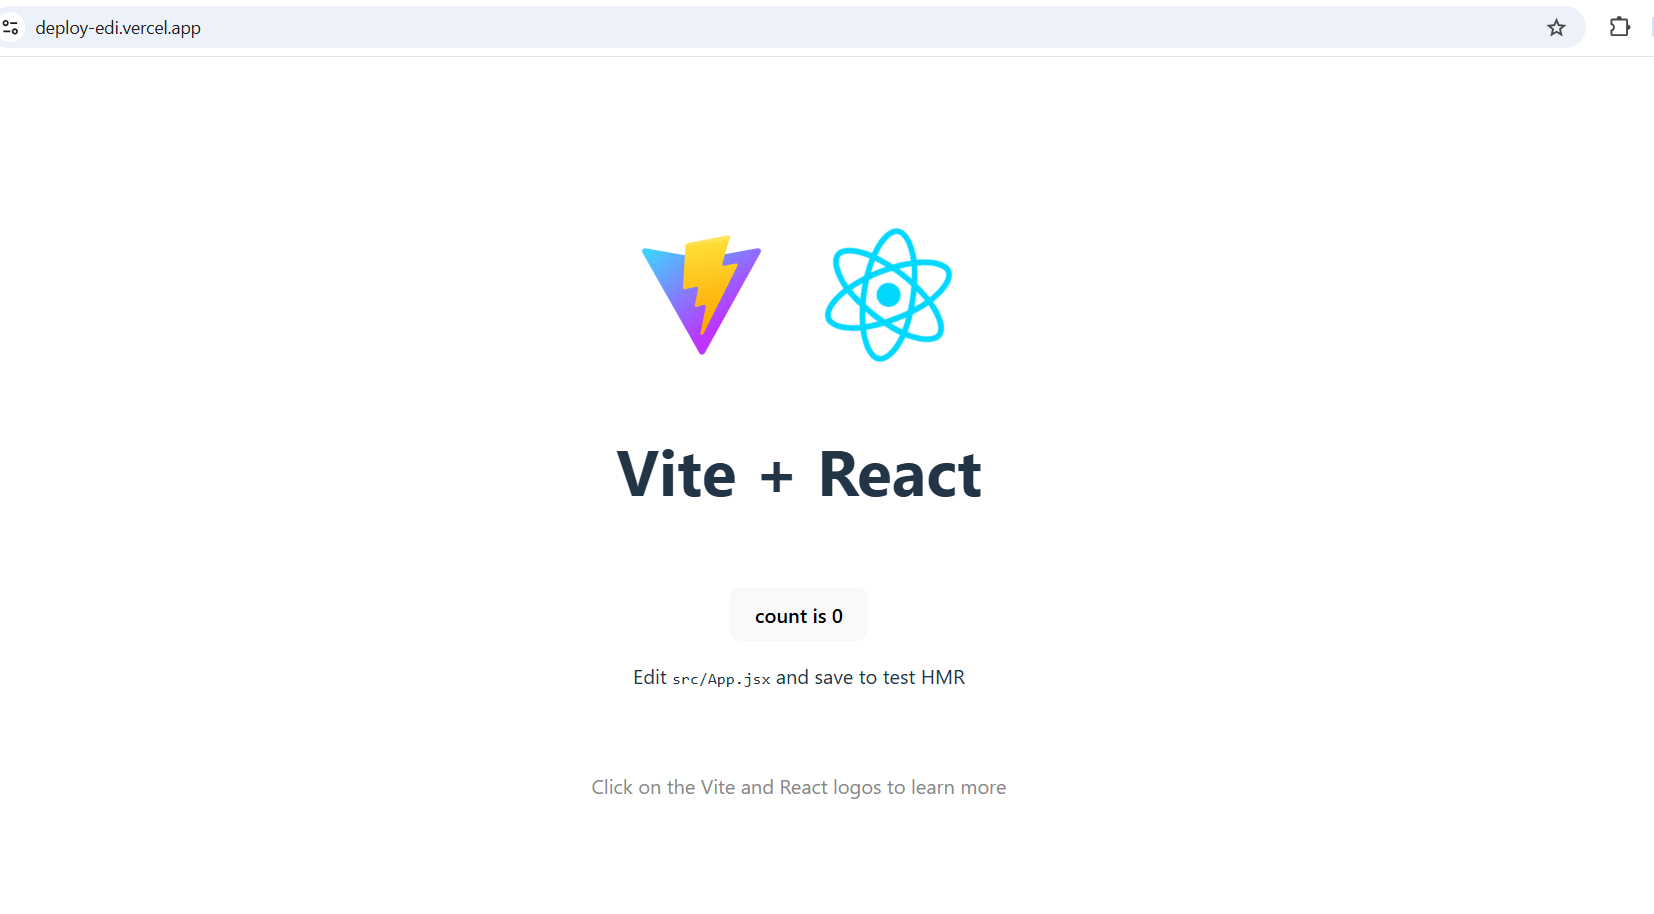 deploy-edi.vercel.app
Vite + React
count is 0
Edit src/App.jsx and save to test HMR
Click on the Vite and React logos to learn more